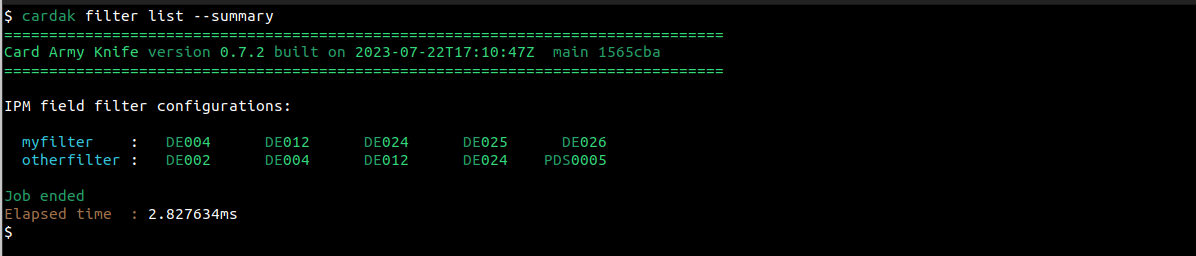 $ cardak filter list --summary
================================================================================
Card Army Knife version 0.7.2 built on 2023-07-22T17:10:47Z  main 1565cba
================================================================================
IPM field filter configurations:
  myfilter    :   DE004      DE012      DE024      DE025      DE026
  otherfilter :   DE002      DE004      DE012      DE024    PDS0005
Job ended
Elapsed time  : 2.827634ms
$